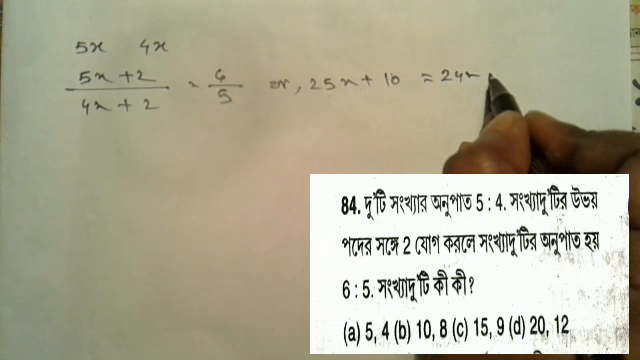 5x 4x
5x + 2 / 4x + 2 = 6 / 5 or, 25x + 10 = 24x
84. দু'টি সংখ্যার অনুপাত 5 : 4. সংখ্যাদু'টির উভয়
পদের সঙ্গে 2 যোগ করলে সংখ্যাদু'টির অনুপাত হয়
6 : 5. সংখ্যাদু'টি কী কী ?
(a) 5, 4 (b) 10, 8 (c) 15, 9 (d) 20, 12